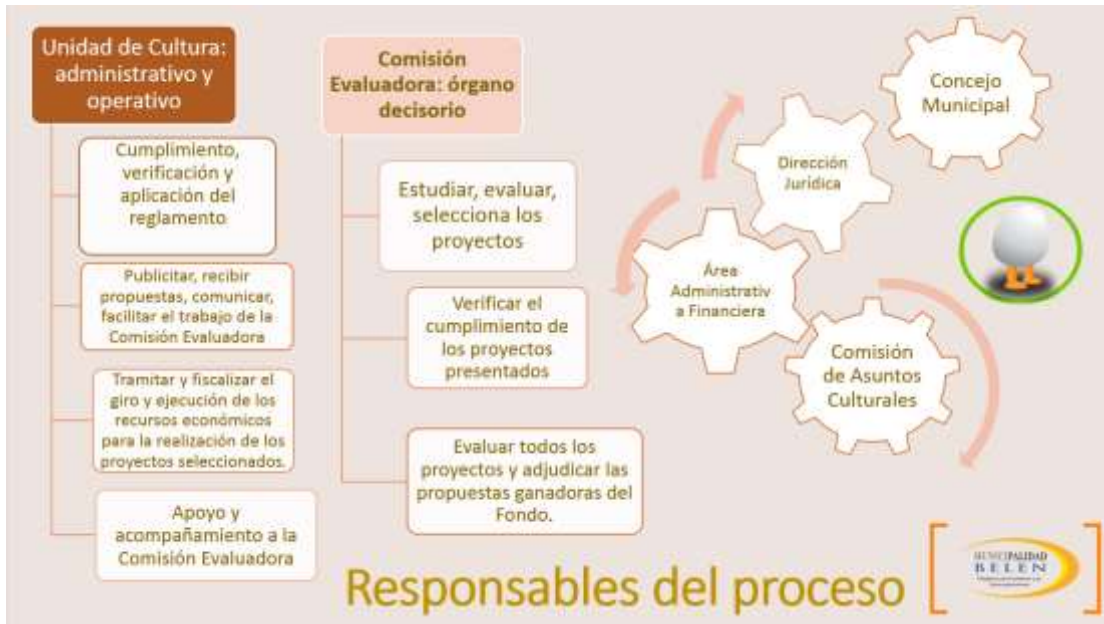 Unidad de Cultura:
administrativo y
operativo
Cumplimiento,
verificación y
aplicación del
reglamento
Publicitar, recibir
propuestas, comunicar,
facilitar el trabajo de la
Comisión Evaluadora
Tramitar y fiscalizar el
giro y ejecución de los
recursos económicos
para la realización de los
proyectos seleccionados.
Apoyo y
acompañamiento a la
Comisión Evaluadora
Comisión
Evaluadora: órgano
decisorio
Estudiar, evaluar,
selecciona los
proyectos
Verificar el
cumplimiento de
los proyectos
presentados
Evaluar todos los
proyectos y adjudicar las
propuestas ganadoras del
Fondo.
Concejo
Municipal
Dirección
Jurídica
Área
Administrativ
a Financiera
Comisión
de Asuntos
Culturales
Responsables del proceso
MUNICIPALIDAD
BELEN